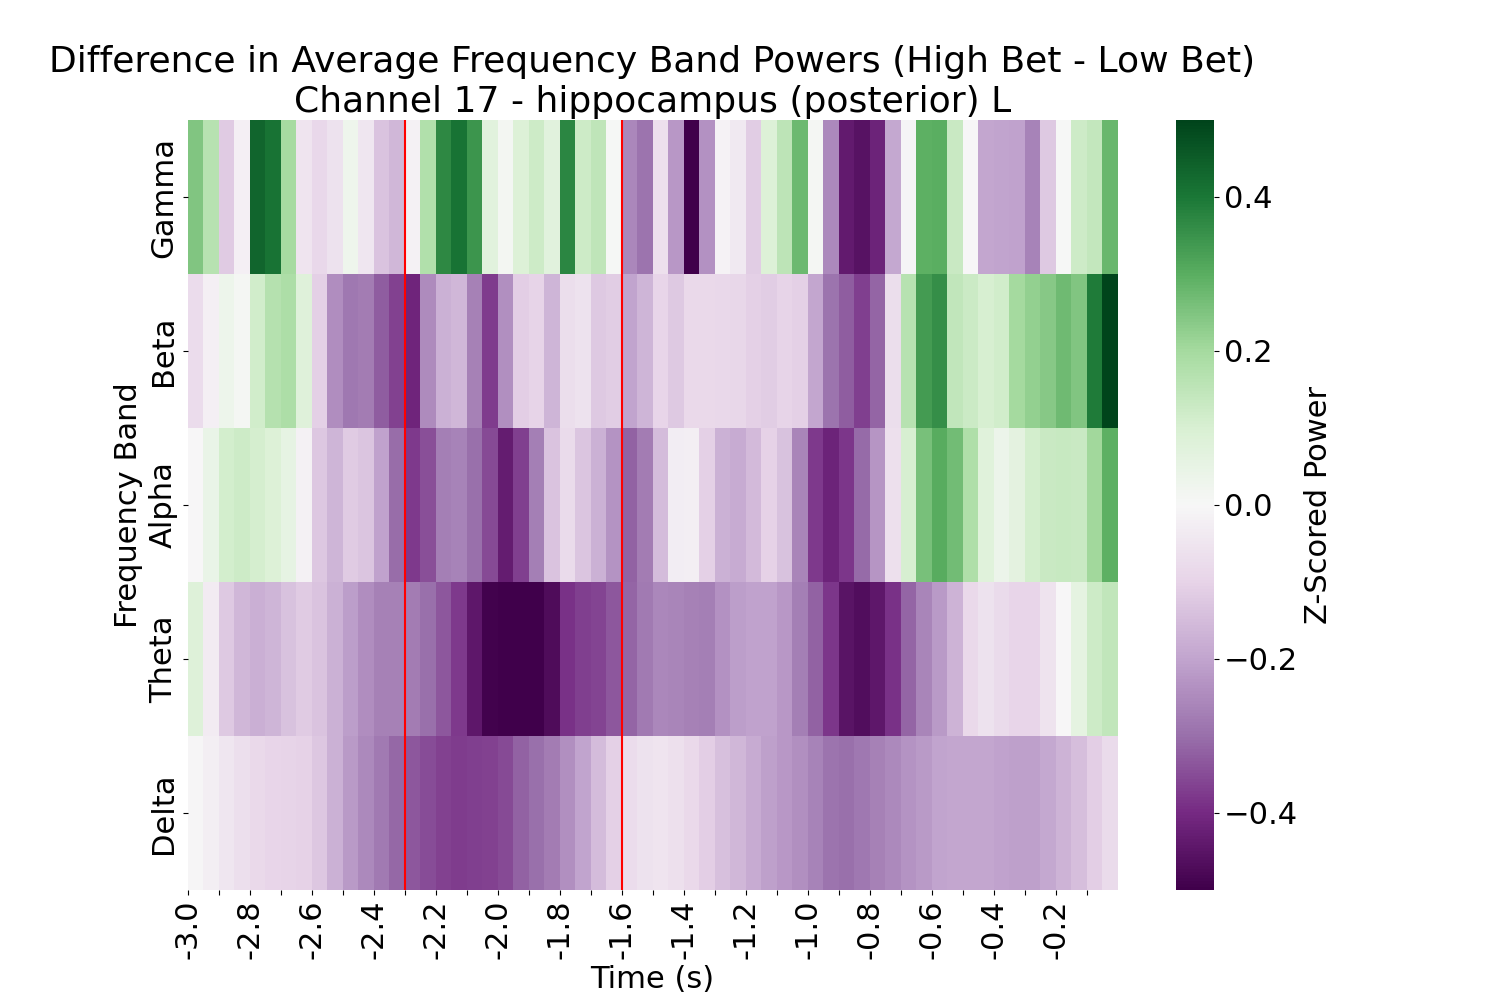 Difference in Average Frequency Band Powers (High Bet - Low Bet)
Channel 17 - hippocampus (posterior) L
Frequency Band
Gamma
Beta
Alpha
Theta
Delta
-3.0
-2.8
-2.6
-2.4
-2.2
-2.0
-1.8
-1.6
-1.4
-1.2
-1.0
-0.8
-0.6
-0.4
-0.2
Time (s)
0.4
0.2
0.0
−0.2
−0.4
Z-Scored Power